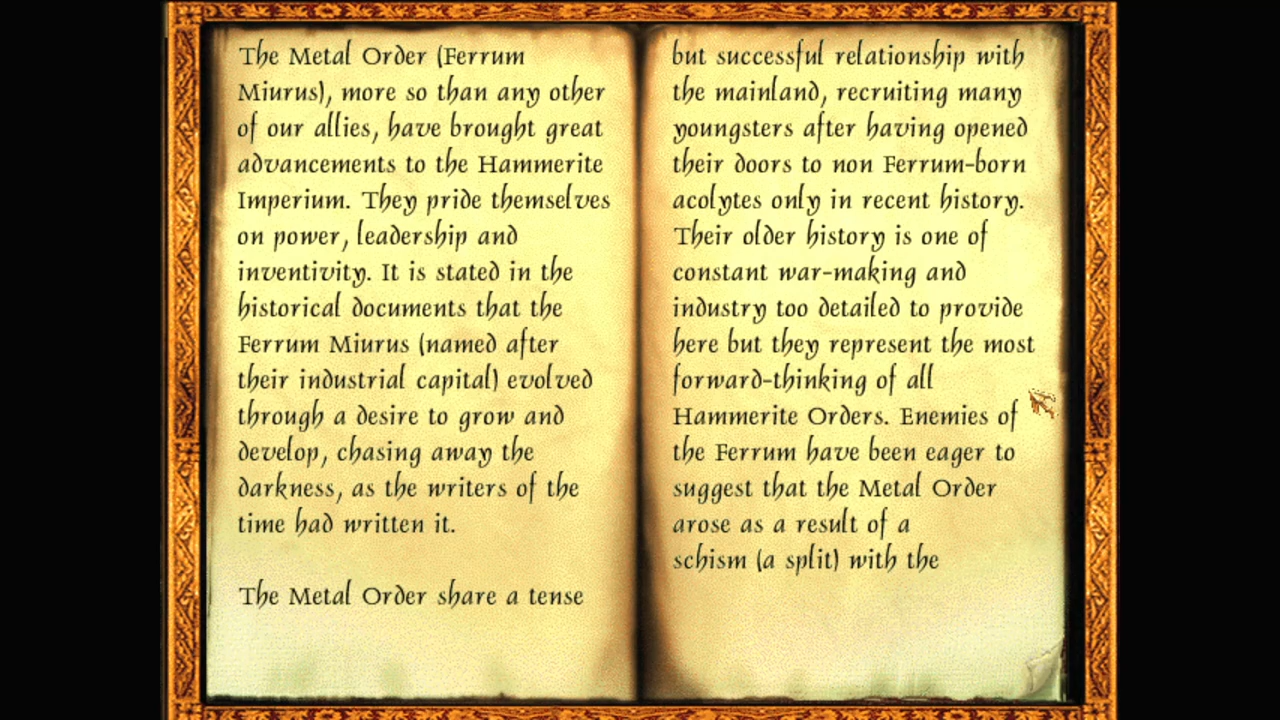 The Metal Order (Ferrum
Miurus), more so than any other
of our allies, have brought great
advancements to the Hammerite
Imperium. They pride themselves
on power, leadership and
inventivity. It is stated in the
historical documents that the
Ferrum Miurus (named after
their industrial capital) evolved
through a desire to grow and
develop, chasing away the
darkness, as the writers of the
time had written it.
The Metal Order share a tense
but successful relationship with
the mainland, recruiting many
youngsters after having opened
their doors to non Ferrum-born
acolytes only in recent history.
Their older history is one of
constant war-making and
industry too detailed to provide
here but they represent the most
forward-thinking of all
Hammerite Orders. Enemies of
the Ferrum have been eager to
suggest that the Metal Order
arose as a result of a
schism (a split) with the